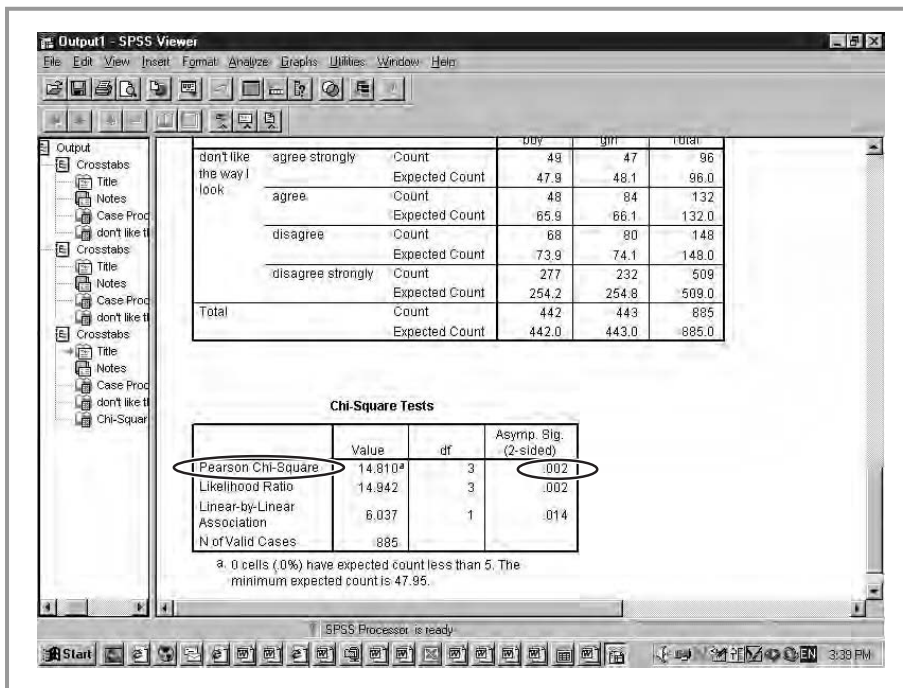 Output1 - SPSS Viewer
File Edit View Insert Format Analyze Graphs Utilities Window Help
Output
Crosstabs
Title
Notes
Case Proc
don't like tl
Crosstabs
Title
Notes
Case Proc
don't like tl
Crosstabs
Title
Notes
Case Proc
don't like tl
Chi-Squar
boy girl Total
don't like the way I look agree strongly Count 49 47 96
Expected Count 47.9 48.1 96.0
agree Count 48 84 132
Expected Count 65.9 66.1 132.0
disagree Count 68 80 148
Expected Count 73.9 74.1 148.0
disagree strongly Count 277 232 509
Expected Count 254.2 254.8 509.0
Total Count 442 443 885
Expected Count 442.0 443.0 885.0
Chi-Square Tests
Value df Asymp. Sig. (2-sided)
Pearson Chi-Square 14.810a 3 .002
Likelihood Ratio 14.942 3 .002
Linear-by-Linear Association 6.037 1 .014
N of Valid Cases 885
a. 0 cells (.0%) have expected count less than 5. The
minimum expected count is 47.95.
SPSS Processor is ready
Start EN 3:39 PM